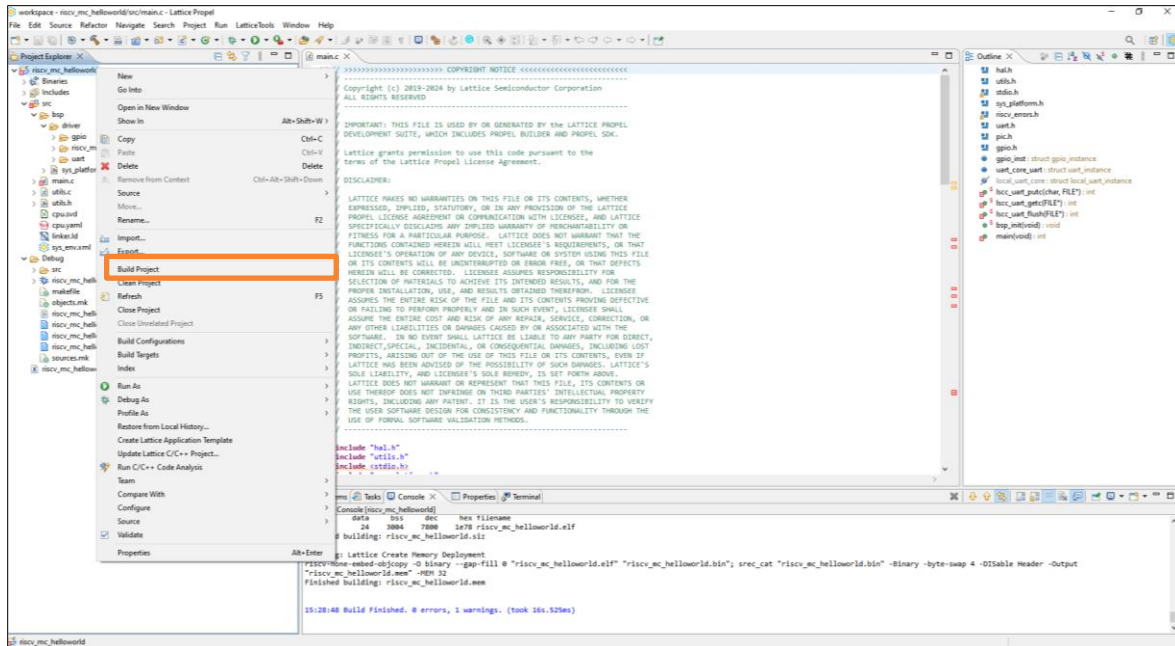 workspace - riscv_mc_helloworld/src/main.c - Lattice Propel
File Edit Source Refactor Navigate Search Project Run LatticeTools Window Help
Project Explorer
riscv_mc_helloworld
Binaries
Includes
src
bsp
driver
gpio
uart
main.c
utils.c
utils.h
cpu.svd
cpu.yaml
linker.ld
sys_env.xml
Debug
src
makefile
objects.mk
sources.mk
New
Go Into
Open in New Window
Show In Alt+Shift+W >
Copy Ctrl+C
Paste Ctrl+V
Delete Delete
Remove from Context Ctrl+Alt+Shift+Down
Source
Move...
Rename... F2
Import...
Export...
Build Project
Clean Project
Refresh F5
Close Project
Close Unrelated Project
Build Configurations
Build Targets
Index
Run As
Debug As
Profile As
Restore from Local History...
Create Lattice Application Template
Update Lattice C/C++ Project...
Run C/C++ Code Analysis
Team
Compare With
Configure
Source
Validate
Properties Alt+Enter
main.c
>>>>>>>>>>>>>>>>>>>>>>> COPYRIGHT NOTICE <<<<<<<<<<<<<<<<<<<<<<<<<
Copyright (c) 2019-2024 by Lattice Semiconductor Corporation
ALL RIGHTS RESERVED
IMPORTANT: THIS FILE IS USED BY OR GENERATED BY the LATTICE PROPEL
DEVELOPMENT SUITE, WHICH INCLUDES PROPEL BUILDER AND PROPEL SDK.
Lattice grants permission to use this code pursuant to the
terms of the Lattice Propel License Agreement.
DISCLAIMER:
LATTICE MAKES NO WARRANTIES ON THIS FILE OR ITS CONTENTS, WHETHER
EXPRESSED, IMPLIED, STATUTORY, OR IN ANY PROVISION OF THE LATTICE
PROPEL LICENSE AGREEMENT OR COMMUNICATION WITH LICENSEE, AND LATTICE
SPECIFICALLY DISCLAIMS ANY IMPLIED WARRANTY OF MERCHANTABILITY OR
FITNESS FOR A PARTICULAR PURPOSE. LATTICE DOES NOT WARRANT THAT THE
FUNCTIONS CONTAINED HEREIN WILL MEET LICENSEE'S REQUIREMENTS, OR THAT
LICENSEE'S OPERATION OF ANY DEVICE, SOFTWARE OR SYSTEM USING THIS FILE
OR ITS CONTENTS WILL BE UNINTERRUPTED OR ERROR FREE, OR THAT DEFECTS
HEREIN WILL BE CORRECTED. LICENSEE ASSUMES RESPONSIBILITY FOR
SELECTION OF MATERIALS TO ACHIEVE ITS INTENDED RESULTS, AND FOR THE
PROPER INSTALLATION, USE, AND RESULTS OBTAINED THEREFROM. LICENSEE
ASSUMES THE ENTIRE RISK OF THE FILE AND ITS CONTENTS PROVING DEFECTIVE
OR FAILING TO PERFORM PROPERLY AND IN SUCH EVENT, LICENSEE SHALL
ASSUME THE ENTIRE COST AND RISK OF ANY REPAIR, SERVICE, CORRECTION, OR
ANY OTHER LIABILITIES OR DAMAGES CAUSED BY OR ASSOCIATED WITH THE
SOFTWARE. IN NO EVENT SHALL LATTICE BE LIABLE TO ANY PARTY FOR DIRECT,
INDIRECT,SPECIAL, INCIDENTAL, OR CONSEQUENTIAL DAMAGES, INCLUDING LOST
PROFITS, ARISING OUT OF THE USE OF THIS FILE OR ITS CONTENTS, EVEN IF
LATTICE HAS BEEN ADVISED OF THE POSSIBILITY OF SUCH DAMAGES. LATTICE'S
SOLE LIABILITY, AND LICENSEE'S SOLE REMEDY, IS SET FORTH ABOVE.
LATTICE DOES NOT WARRANT OR REPRESENT THAT THIS FILE, ITS CONTENTS OR
USE THEREOF DOES NOT INFRINGE ON THIRD PARTIES' INTELLECTUAL PROPERTY
RIGHTS, INCLUDING ANY PATENT. IT IS THE USER'S RESPONSIBILITY TO VERIFY
THE USER SOFTWARE DESIGN FOR CONSISTENCY AND FUNCTIONALITY THROUGH THE
USE OF FORMAL SOFTWARE VALIDATION METHODS.
include "hal.h"
include "utils.h"
include <stdio.h>
Outline
hal.h
utils.h
stdio.h
sys_platform.h
riscv_errors.h
uart.h
pic.h
gpio.h
gpio_inst : struct gpio_instance
uart_core_uart : struct uart_instance
local_uart_core : struct local_uart_instance
lscc_uart_putc(char, FILE*) : int
lscc_uart_getc(FILE*) : int
lscc_uart_flush(FILE*) : int
bsp_init(void) : void
main(void) : int
Tasks Console Properties Terminal
Console [riscv_mc_helloworld]
data bss dec hex filename
24 3004 7800 1e78 riscv_mc_helloworld.elf
building: riscv_mc_helloworld.siz
: Lattice Create Memory Deployment
riscv-none-embed-objcopy -O binary --gap-fill 0 "riscv_mc_helloworld.elf" "riscv_mc_helloworld.bin"; srec_cat "riscv_mc_helloworld.bin" -Binary -byte-swap 4 -DISable Header -Output
"riscv_mc_helloworld.mem" -MEM 32
Finished building: riscv_mc_helloworld.mem
15:28:48 Build Finished. 0 errors, 1 warnings. (took 16s.525ms)
riscv_mc_helloworld